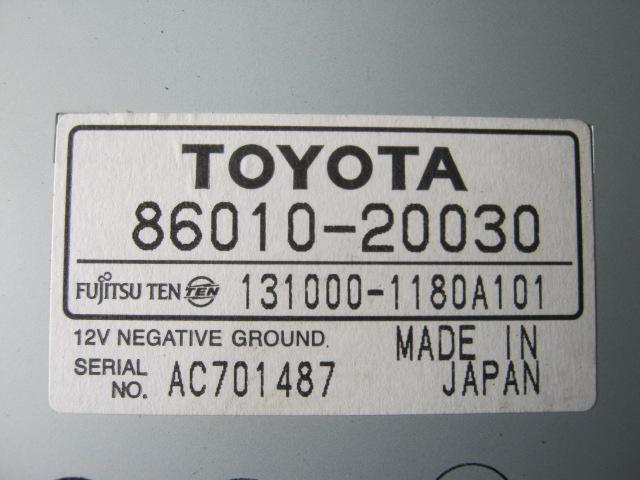 TOYOTA
86010-20030
FUJITSU TEN TEN 131000-1180A101
12V NEGATIVE GROUND. MADE IN
SERIAL NO. AC701487 JAPAN